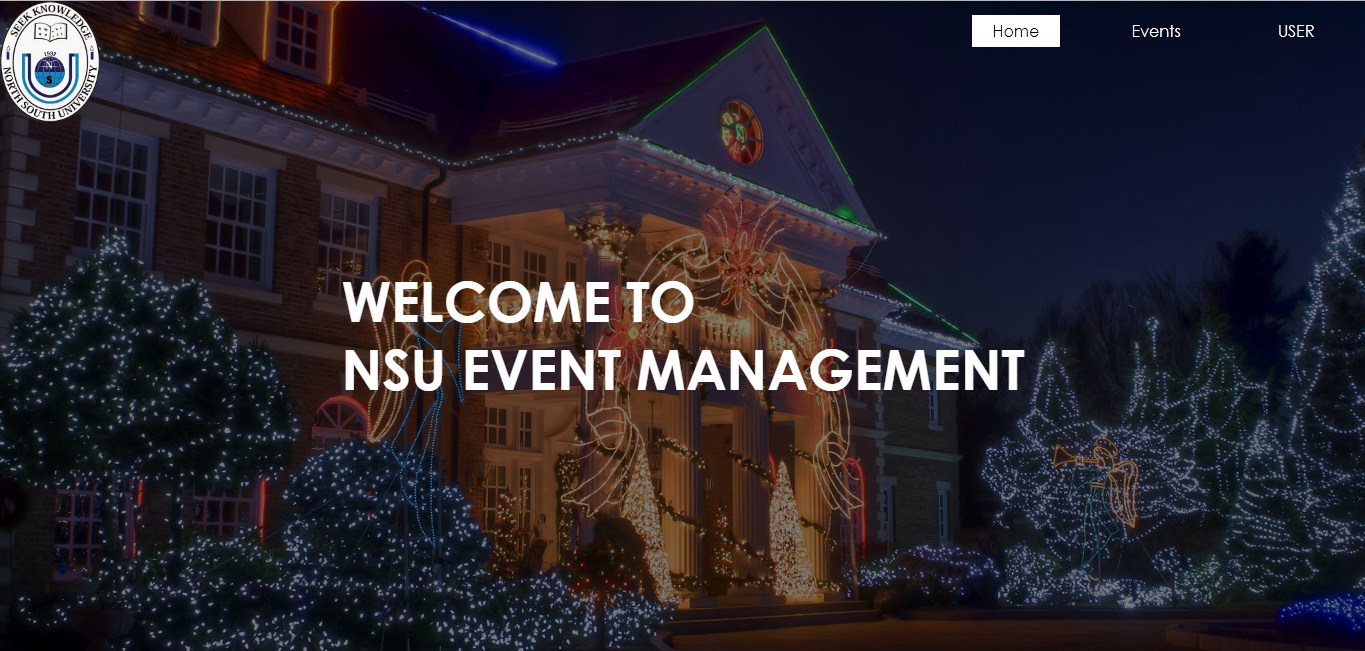 SEEK KNOWLEDGE
1992
N
S
NORTH SOUTH UNIVERSITY
Home
Events
USER
WELCOME TO
NSU EVENT MANAGEMENT